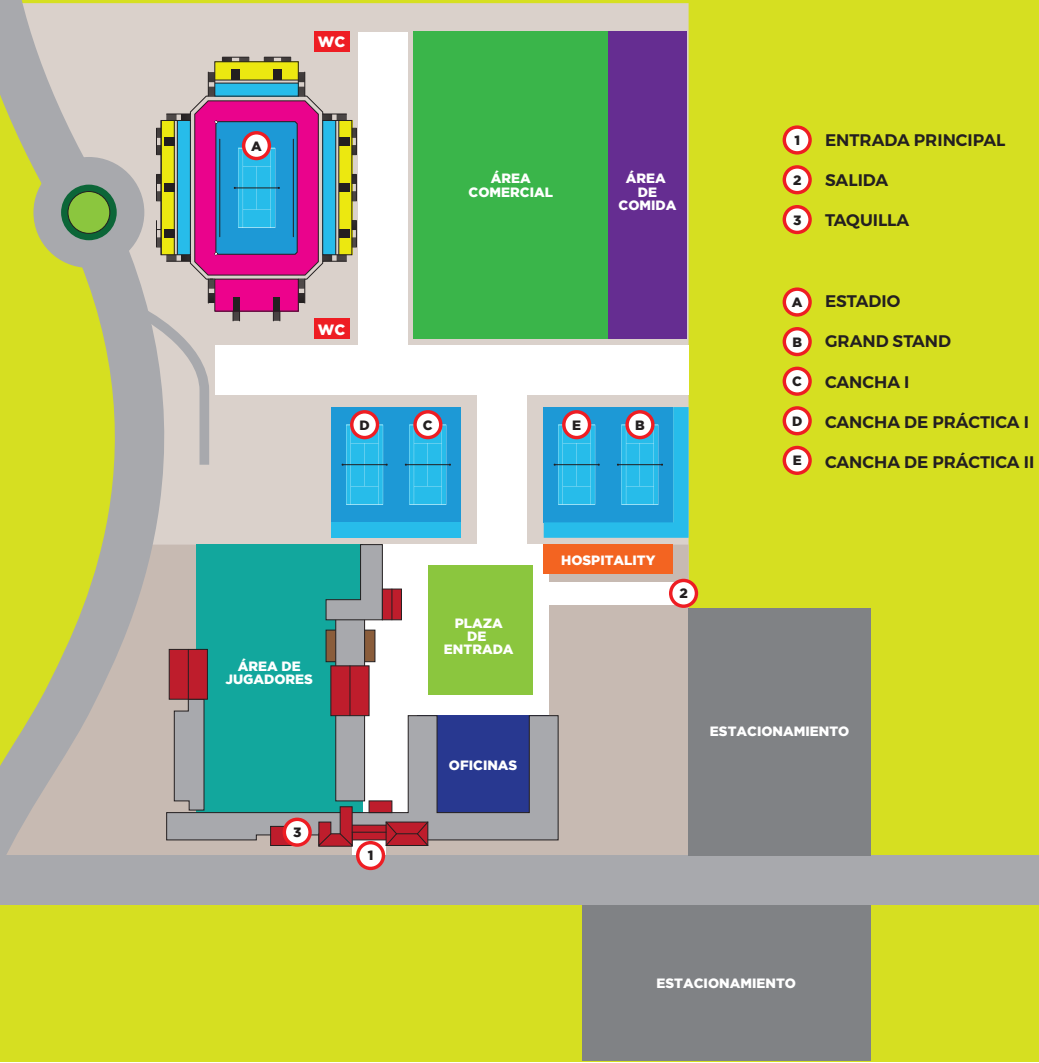 WC
A
ÁREA
COMERCIAL
ÁREA
DE
COMIDA
WC
D
C
E
B
HOSPITALITY
2
PLAZA
DE
ENTRADA
ÁREA DE
JUGADORES
OFICINAS
ESTACIONAMIENTO
3
1
ESTACIONAMIENTO
1 ENTRADA PRINCIPAL
2 SALIDA
3 TAQUILLA
A ESTADIO
B GRAND STAND
C CANCHA I
D CANCHA DE PRÁCTICA I
E CANCHA DE PRÁCTICA II